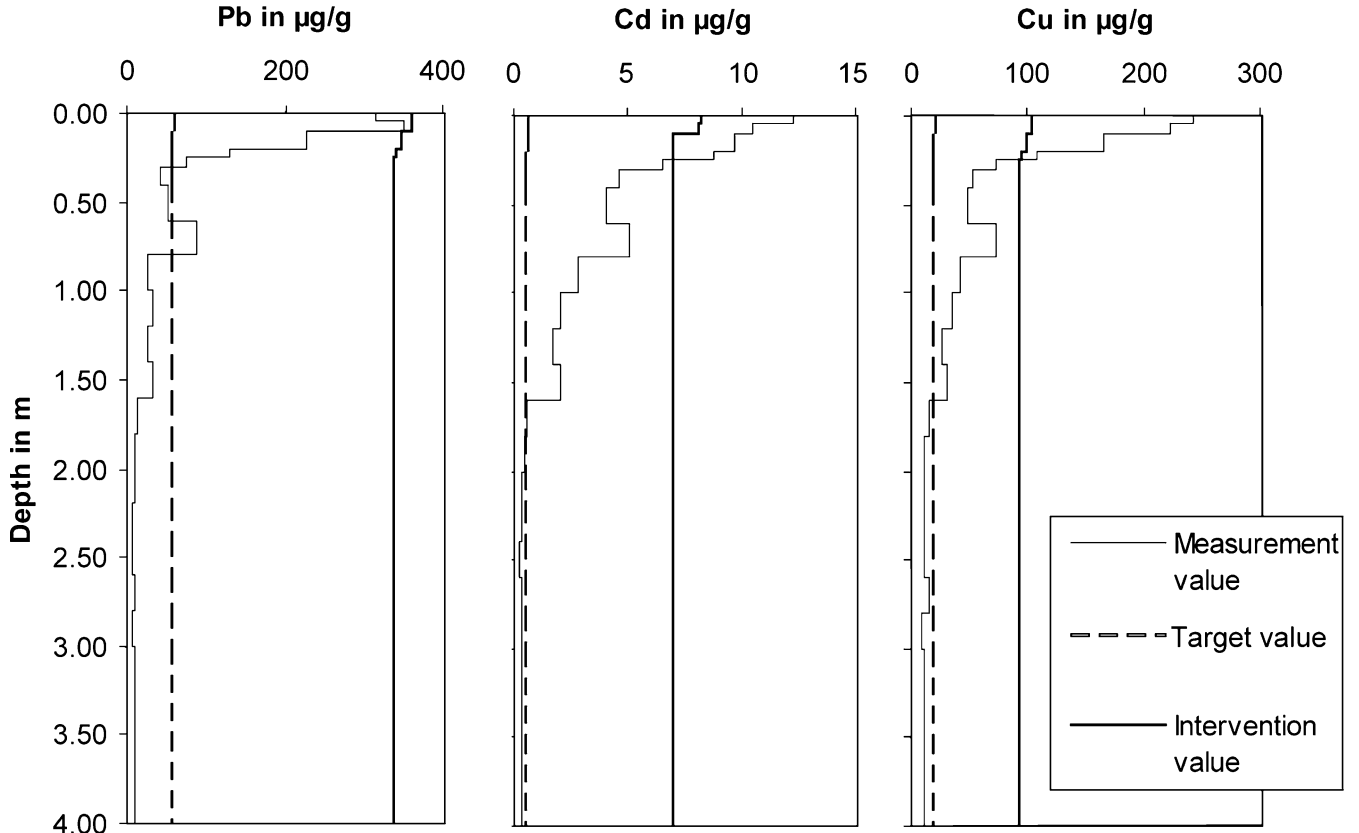 Pb in µg/g
Cd in µg/g
Cu in µg/g
0 200 400
0 5 10 15
0 100 200 300
0.00
0.50
1.00
1.50
2.00
2.50
3.00
3.50
4.00
Depth in m
Measurement
value
Target value
Intervention
value